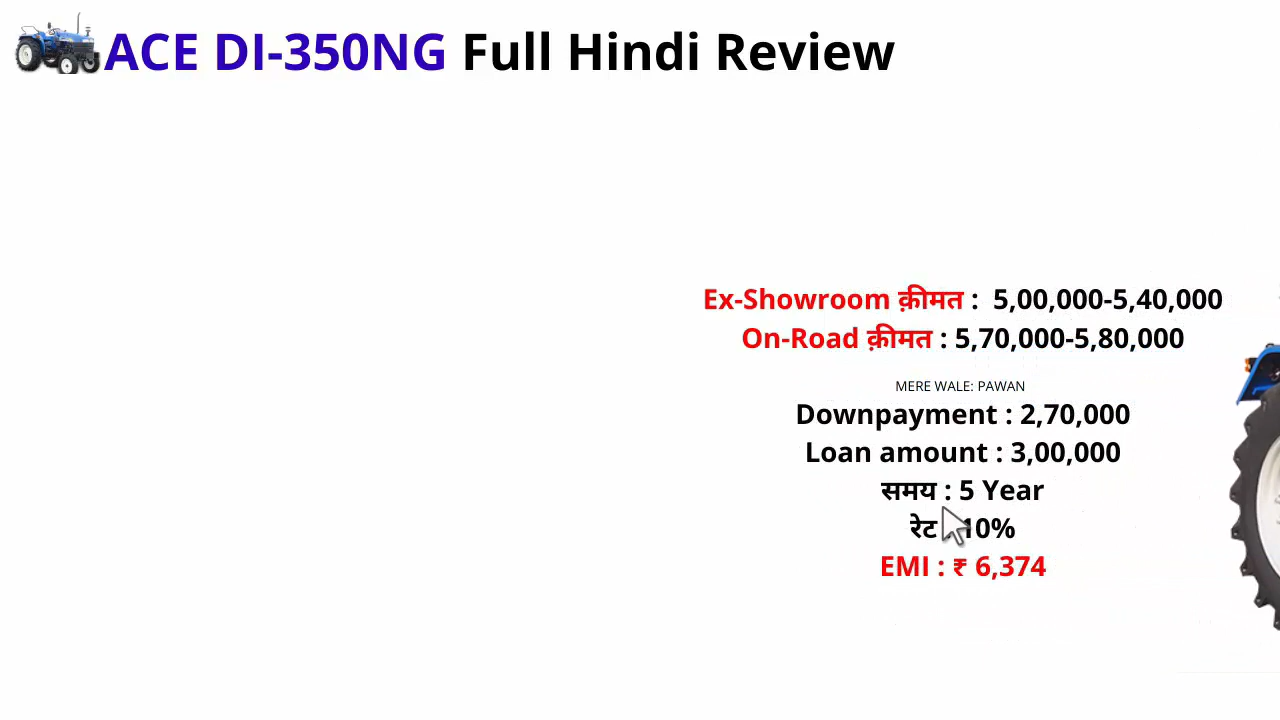 ACE DI-350NG Full Hindi Review
Ex-Showroom क़ीमत : 5,00,000-5,40,000
On-Road क़ीमत : 5,70,000-5,80,000
MERE WALE: PAWAN
Downpayment : 2,70,000
Loan amount : 3,00,000
समय : 5 Year
रेट : 10%
EMI : ₹ 6,374